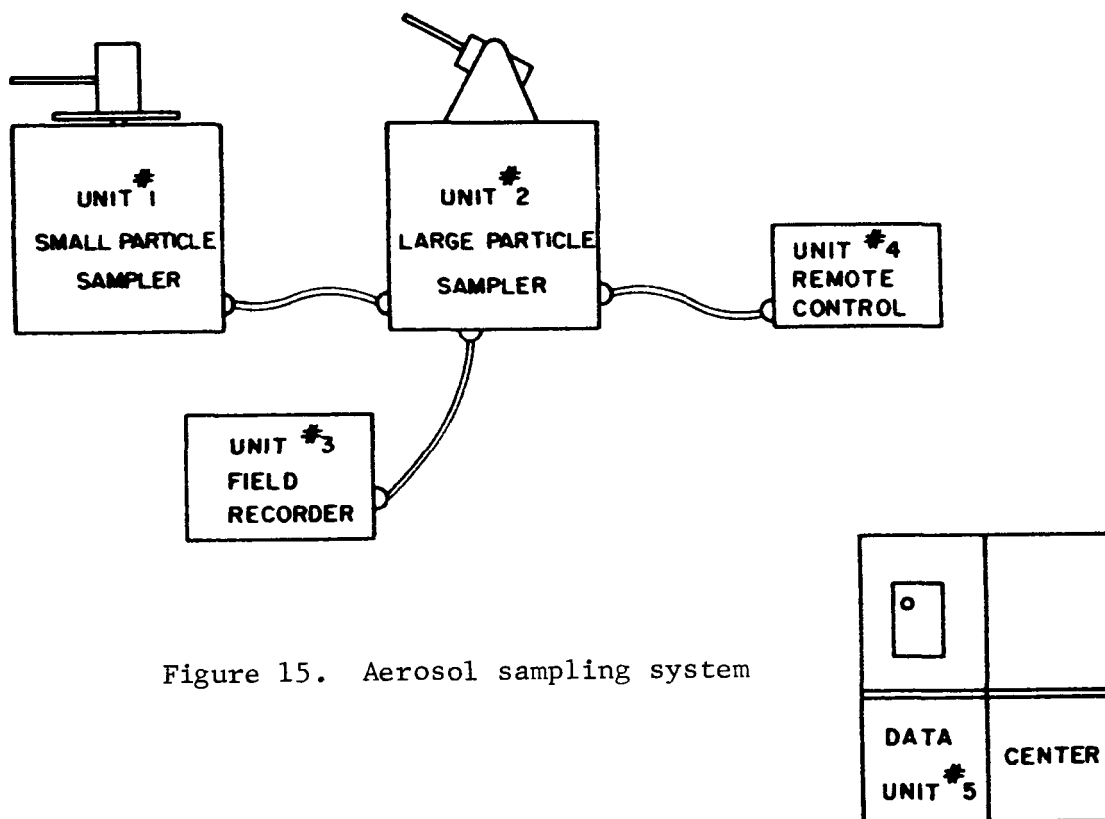 UNIT #1
SMALL PARTICLE
SAMPLER
UNIT #2
LARGE PARTICLE
SAMPLER
UNIT #4
REMOTE
CONTROL
UNIT #3
FIELD
RECORDER
Figure 15. Aerosol sampling system
DATA
UNIT #5
CENTER